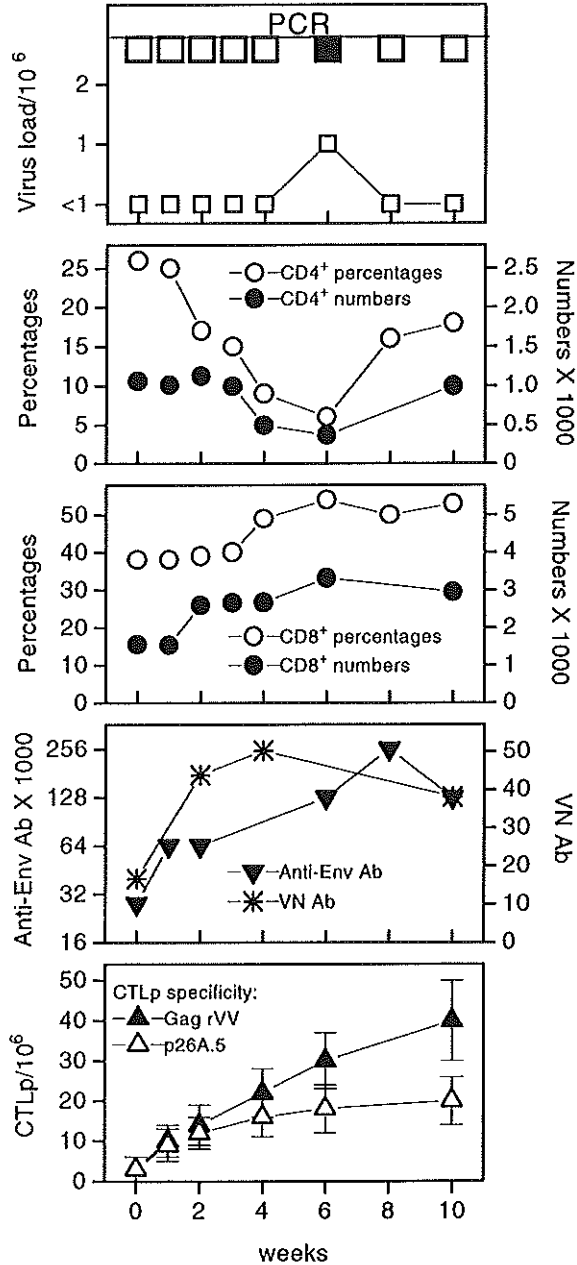 PCR
Virus load/10⁶
2
1
<1
Percentages
25
20
15
10
5
0
CD4⁺ percentages
CD4⁺ numbers
2.5
2.0
1.5
1.0
0.5
0
Numbers X 1000
Percentages
50
40
30
20
10
0
CD8⁺ percentages
CD8⁺ numbers
5
4
3
2
1
0
Numbers X 1000
Anti-Env Ab X 1000
256
128
64
32
16
Anti-Env Ab
VN Ab
50
40
30
20
10
0
VN Ab
CTLp/10⁶
50
40
30
20
10
0
CTLp specificity:
Gag rVV
p26A.5
0 2 4 6 8 10
weeks